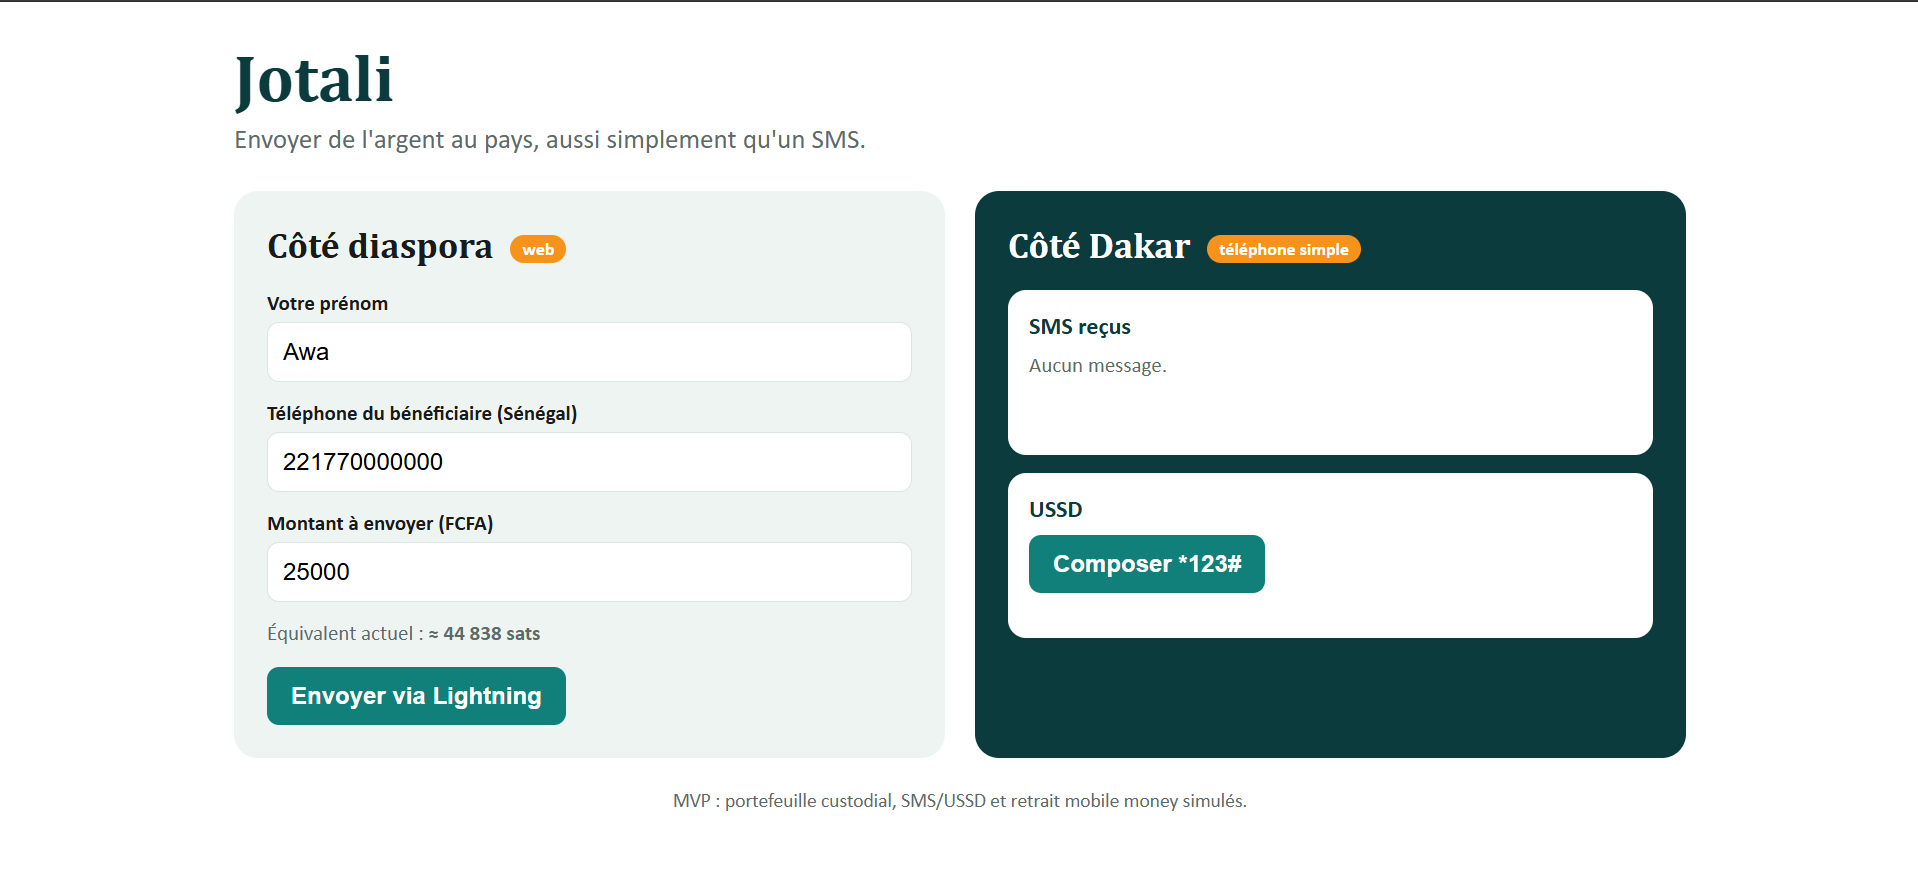 Jotali
Envoyer de l'argent au pays, aussi simplement qu'un SMS.
Côté diaspora web
Votre prénom
Awa
Téléphone du bénéficiaire (Sénégal)
221770000000
Montant à envoyer (FCFA)
25000
Équivalent actuel : ≈ 44 838 sats
Envoyer via Lightning
Côté Dakar téléphone simple
SMS reçus
Aucun message.
USSD
Composer *123#
MVP : portefeuille custodial, SMS/USSD et retrait mobile money simulés.